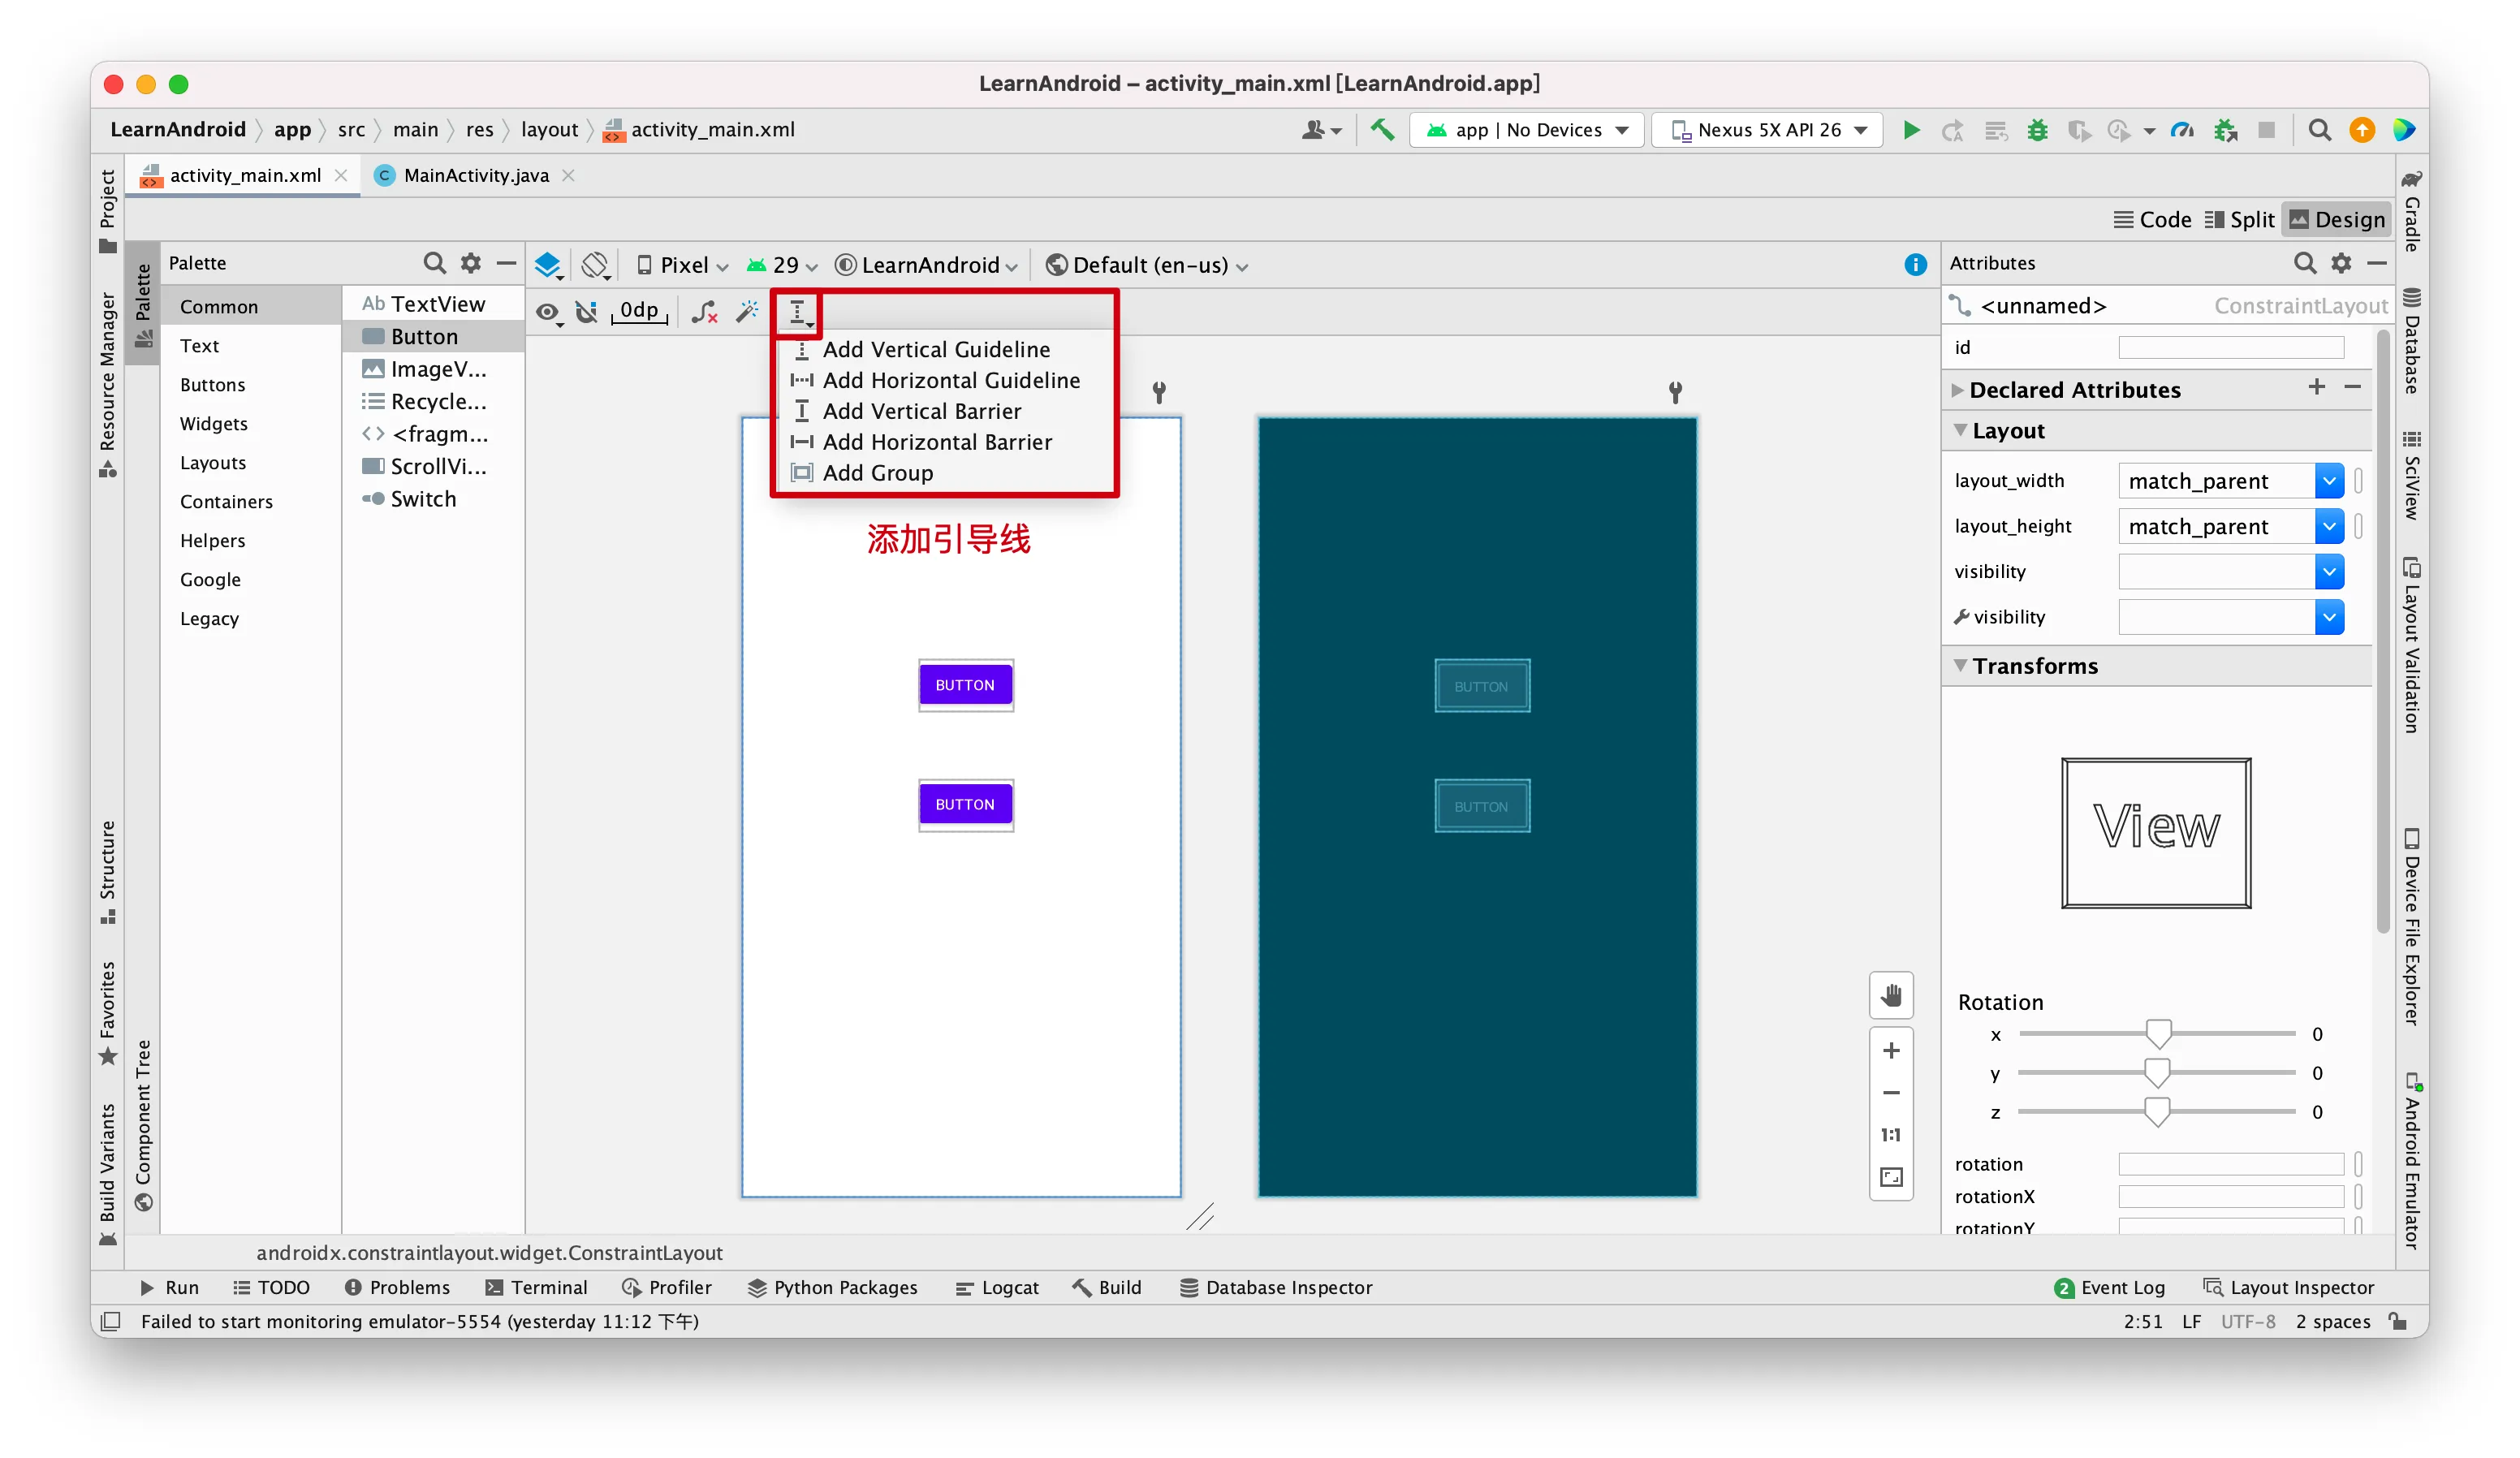 LearnAndroid – activity_main.xml [LearnAndroid.app]
LearnAndroid app src main res layout activity_main.xml
app | No Devices
Nexus 5X API 26
activity_main.xml
MainActivity.java
Code
Split
Design
Project
Resource Manager
Structure
Favorites
Build Variants
Palette
Component Tree
Palette
Common
Text
Buttons
Widgets
Layouts
Containers
Helpers
Google
Legacy
Ab TextView
Button
ImageV...
Recycle...
<fragm...
ScrollVi...
Switch
Pixel
29
LearnAndroid
Default (en-us)
0dp
Add Vertical Guideline
Add Horizontal Guideline
Add Vertical Barrier
Add Horizontal Barrier
Add Group
添加引导线
BUTTON
BUTTON
BUTTON
BUTTON
1:1
Attributes
<unnamed> ConstraintLayout
id
Declared Attributes
Layout
layout_width match_parent
layout_height match_parent
visibility
visibility
Transforms
View
Rotation
x 0
y 0
z 0
rotation
rotationX
rotationY
Gradle
Database
SciView
Layout Validation
Device File Explorer
Android Emulator
androidx.constraintlayout.widget.ConstraintLayout
Run
TODO
Problems
Terminal
Profiler
Python Packages
Logcat
Build
Database Inspector
2 Event Log
Layout Inspector
Failed to start monitoring emulator-5554 (yesterday 11:12 下午)
2:51 LF UTF-8 2 spaces